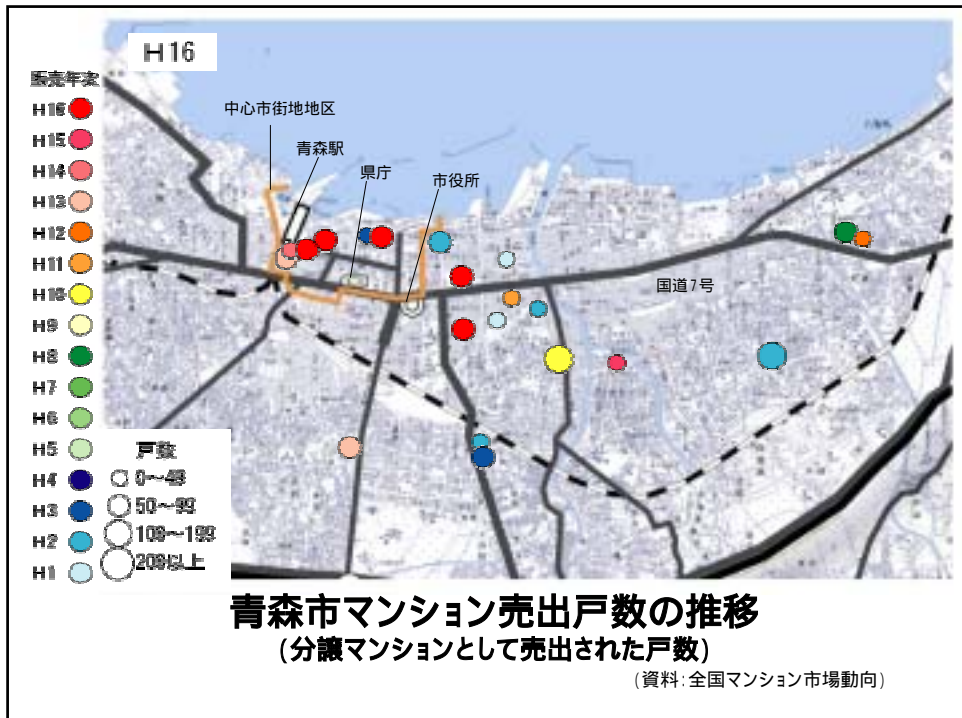 H16
販売年度
H16
H15
H14
H13
H12
H11
H10
H9
H8
H7
H6
H5
H4
H3
H2
H1
戸数
0～49
50～99
100～199
200以上
中心市街地地区
青森駅
県庁
市役所
国道7号
青森市マンション売出戸数の推移
(分譲マンションとして売出された戸数)
(資料:全国マンション市場動向)